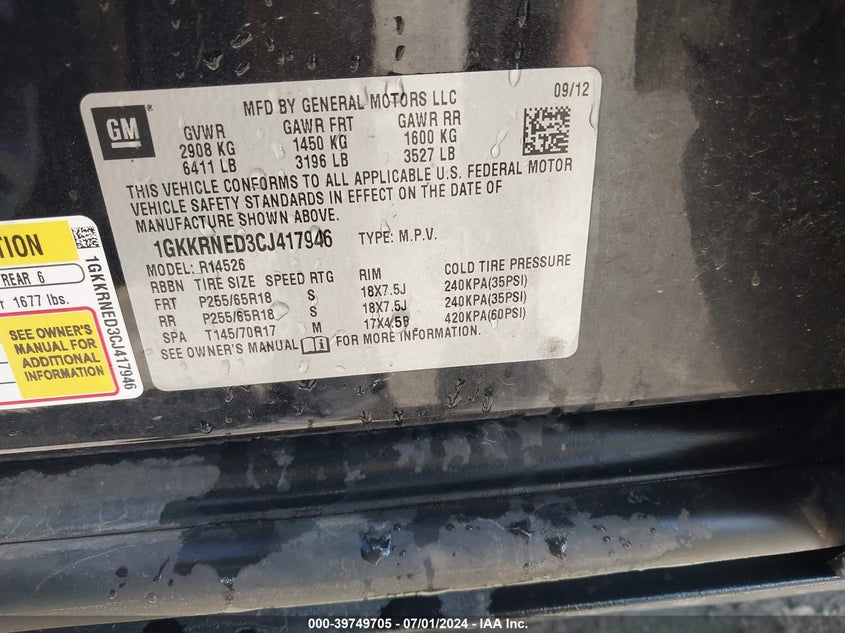 MFD BY GENERAL MOTORS LLC 09/12
GM
GVWR GAWR FRT GAWR RR
2908 KG 1450 KG 1600 KG
6411 LB 3196 LB 3527 LB
THIS VEHICLE CONFORMS TO ALL APPLICABLE U.S. FEDERAL MOTOR
VEHICLE SAFETY STANDARDS IN EFFECT ON THE DATE OF
MANUFACTURE SHOWN ABOVE.
1GKKRNED3CJ417946 TYPE: M.P.V.
MODEL: R14526
RBBN TIRE SIZE SPEED RTG RIM COLD TIRE PRESSURE
FRT P255/65R18 S 18X7.5J 240KPA(35PSI)
RR P255/65R18 S 18X7.5J 240KPA(35PSI)
SPA T145/70R17 M 17X4.5B 420KPA(60PSI)
SEE OWNER'S MANUAL FOR MORE INFORMATION.
REAR 6
1677 lbs.
SEE OWNER'S
MANUAL FOR
ADDITIONAL
INFORMATION
1GKKRNED3CJ417946
000-39749705 - 07/01/2024 - IAA Inc.